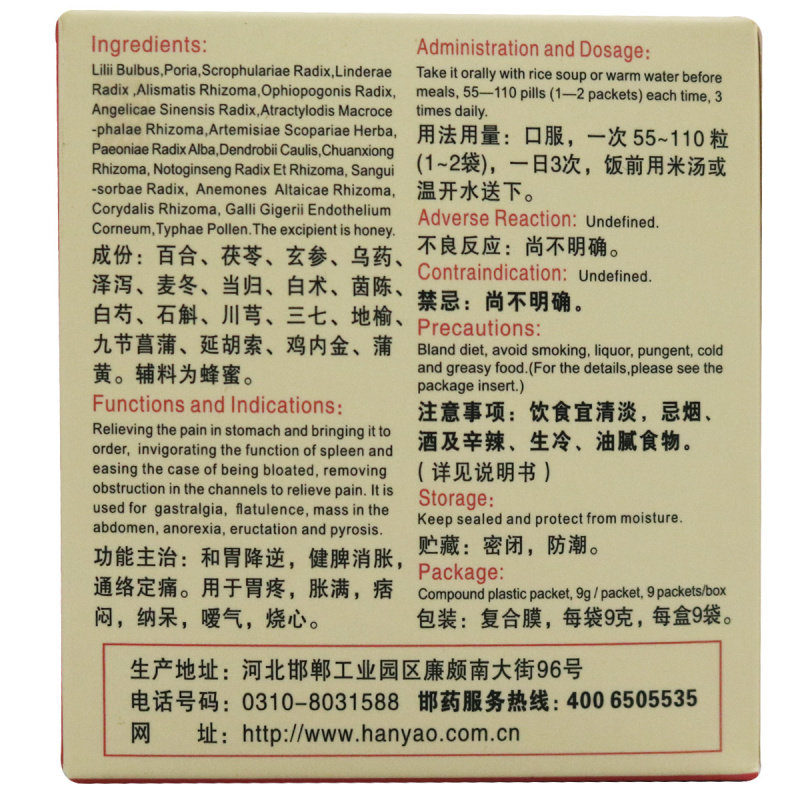 Ingredients:
Lilii Bulbus,Poria,Scrophulariae Radix,Linderae
Radix ,Alismatis Rhizoma,Ophiopogonis Radix,
Angelicae Sinensis Radix,Atractylodis Macroce
-phalae Rhizoma,Artemisiae Scopariae Herba,
Paeoniae Radix Alba,Dendrobii Caulis,Chuanxiong
Rhizoma, Notoginseng Radix Et Rhizoma, Sangui
-sorbae Radix, Anemones Altaicae Rhizoma,
Corydalis Rhizoma, Galli Gigerii Endothelium
Corneum,Typhae Pollen.The excipient is honey.
成份：百合、茯苓、玄参、乌药、
泽泻、麦冬、当归、白术、茵陈、
白芍、石斛、川芎、三七、地榆、
九节菖蒲、延胡索、鸡内金、蒲
黄。辅料为蜂蜜。
Functions and Indications:
Relieving the pain in stomach and bringing it to
order, invigorating the function of spleen and
easing the case of being bloated, removing
obstruction in the channels to relieve pain. It is
used for gastralgia, flatulence, mass in the
abdomen, anorexia, eructation and pyrosis.
功能主治：和胃降逆，健脾消胀，
通络定痛。用于胃疼，胀满，痞
闷，纳呆，嗳气，烧心。
Administration and Dosage:
Take it orally with rice soup or warm water before
meals, 55—110 pills (1—2 packets) each time, 3
times daily.
用法用量：口服，一次 55~110 粒
(1~2袋)，一日3次，饭前用米汤或
温开水送下。
Adverse Reaction: Undefined.
不良反应：尚不明确。
Contraindication: Undefined.
禁忌：尚不明确。
Precautions:
Bland diet, avoid smoking, liquor, pungent, cold
and greasy food.(For the details,please see the
package insert.)
注意事项：饮食宜清淡，忌烟、
酒及辛辣、生冷、油腻食物。
(详见说明书)
Storage:
Keep sealed and protect from moisture.
贮藏：密闭，防潮。
Package:
Compound plastic packet, 9g / packet, 9 packets/box
包装：复合膜，每袋9克，每盒9袋。
生产地址：河北邯郸工业园区廉颇南大街96号
电话号码：0310-8031588 邯药服务热线：400 6505535
网 址：http://www.hanyao.com.cn